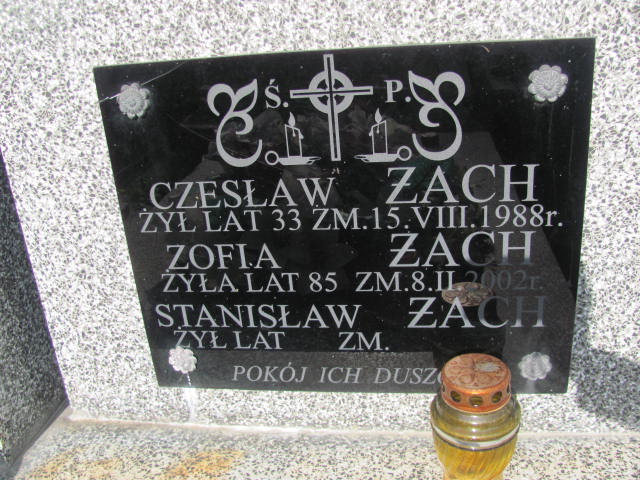 Ś. P.
CZESŁAW ŻACH
ŻYŁ LAT 33 ZM. 15. VIII. 1988r.
ZOFIA ŻACH
ŻYŁA LAT 85 ZM. 8. II 2002r.
STANISŁAW ŻACH
ŻYŁ LAT ZM.
POKÓJ ICH